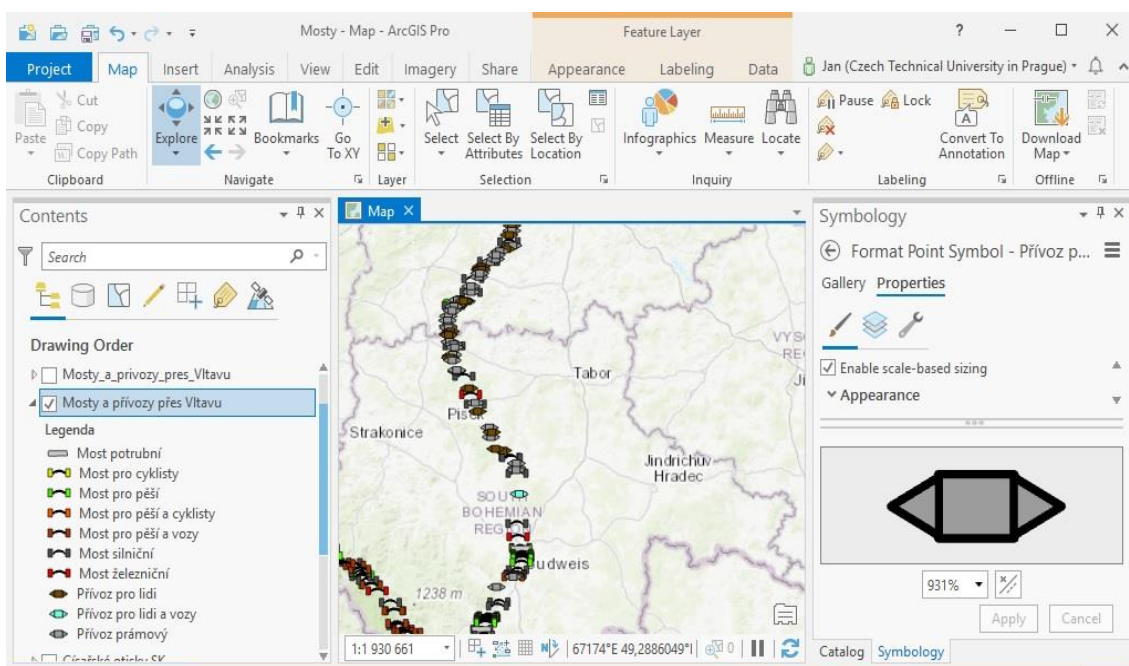 Mosty - Map - ArcGIS Pro
Feature Layer
?
Project Map Insert Analysis View Edit Imagery Share Appearance Labeling Data Jan (Czech Technical University in Prague)
Paste
Cut
Copy
Copy Path
Clipboard
Explore
Bookmarks
Go To XY
Navigate
Layer
Select
Select By Attributes
Select By Location
Selection
Infographics
Measure
Locate
Inquiry
Pause
Lock
Convert To Annotation
Labeling
Download Map
Offline
Contents
Search
Drawing Order
Mosty_a_privozy_pres_Vltavu
Mosty a přívozy přes Vltavu
Legenda
Most potrubní
Most pro cyklisty
Most pro pěší
Most pro pěší a cyklisty
Most pro pěší a vozy
Most silniční
Most železniční
Přívoz pro lidi
Přívoz pro lidi a vozy
Přívoz prámový
Map
Tabor
Strakonice
Jindrichuv Hradec
BOHEMIAN
1238 m
1:1 930 661
67174°E 49,2886049°
0
Symbology
Format Point Symbol - Přívoz p...
Gallery Properties
Enable scale-based sizing
Appearance
931%
Apply Cancel
Catalog Symbology